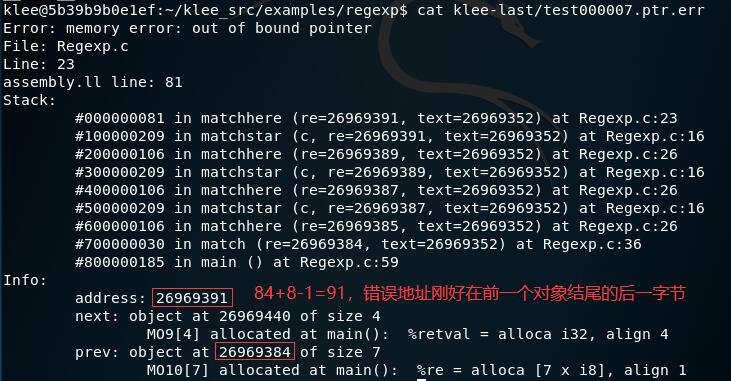 klee@5b39b9b0e1ef:~/klee_src/examples/regexp$ cat klee-last/test000007.ptr.err
Error: memory error: out of bound pointer
File: Regexp.c
Line: 23
assembly.ll line: 81
Stack:
#000000081 in matchhere (re=26969391, text=26969352) at Regexp.c:23
#100000209 in matchstar (c, re=26969391, text=26969352) at Regexp.c:16
#200000106 in matchhere (re=26969389, text=26969352) at Regexp.c:26
#300000209 in matchstar (c, re=26969389, text=26969352) at Regexp.c:16
#400000106 in matchhere (re=26969387, text=26969352) at Regexp.c:26
#500000209 in matchstar (c, re=26969387, text=26969352) at Regexp.c:16
#600000106 in matchhere (re=26969385, text=26969352) at Regexp.c:26
#700000030 in match (re=26969384, text=26969352) at Regexp.c:36
#800000185 in main () at Regexp.c:59
Info:
address: 26969391 84+8-1=91，错误地址刚好在前一个对象结尾的后一字节
next: object at 26969440 of size 4
MO9[4] allocated at main():  %retval = alloca i32, align 4
prev: object at 26969384 of size 7
MO10[7] allocated at main():  %re = alloca [7 x i8], align 1